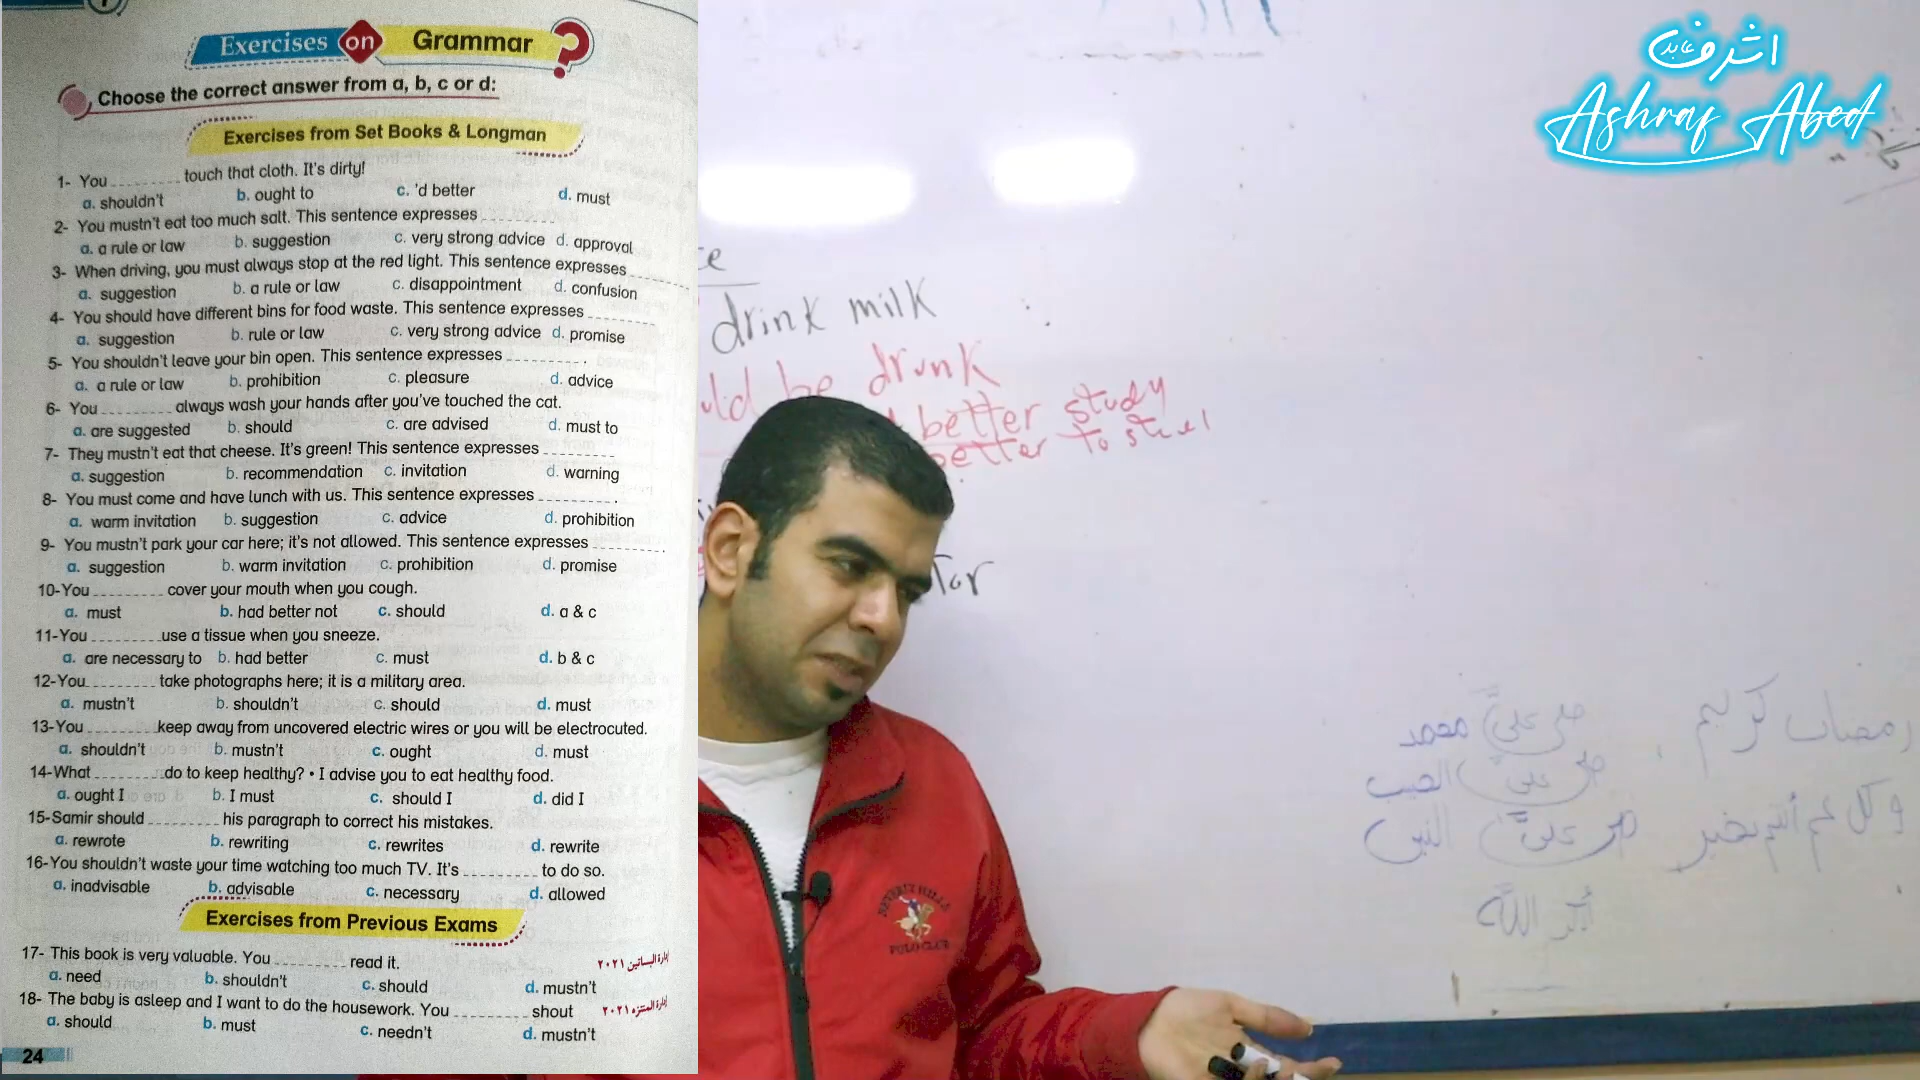 Exercises on Grammar ?
Choose the correct answer from a, b, c or d:
Exercises from Set Books & Longman
1- You ......... touch that cloth. It's dirty!
a. shouldn't b. ought to c. 'd better d. must
2- You mustn't eat too much salt. This sentence expresses .........
a. a rule or law b. suggestion c. very strong advice d. approval
3- When driving, you must always stop at the red light. This sentence expresses .........
a. suggestion b. a rule or law c. disappointment d. confusion
4- You should have different bins for food waste. This sentence expresses .........
a. suggestion b. rule or law c. very strong advice d. promise
5- You shouldn't leave your bin open. This sentence expresses ......... .
a. a rule or law b. prohibition c. pleasure d. advice
6- You ......... always wash your hands after you've touched the cat.
a. are suggested b. should c. are advised d. must to
7- They mustn't eat that cheese. It's green! This sentence expresses .........
a. suggestion b. recommendation c. invitation d. warning
8- You must come and have lunch with us. This sentence expresses ......... .
a. warm invitation b. suggestion c. advice d. prohibition
9- You mustn't park your car here; it's not allowed. This sentence expresses ......... .
a. suggestion b. warm invitation c. prohibition d. promise
10-You ......... cover your mouth when you cough.
a. must b. had better not c. should d. a & c
11-You ......... use a tissue when you sneeze.
a. are necessary to b. had better c. must d. b & c
12-You ......... take photographs here; it is a military area.
a. mustn't b. shouldn't c. should d. must
13-You ......... keep away from uncovered electric wires or you will be electrocuted.
a. shouldn't b. mustn't c. ought d. must
14-What ......... do to keep healthy? • I advise you to eat healthy food.
a. ought I b. I must c. should I d. did I
15-Samir should ......... his paragraph to correct his mistakes.
a. rewrote b. rewriting c. rewrites d. rewrite
16-You shouldn't waste your time watching too much TV. It's ......... to do so.
a. inadvisable b. advisable c. necessary d. allowed
Exercises from Previous Exams
17- This book is very valuable. You ......... read it. إدارة البساتين ٢٠٢١
a. need b. shouldn't c. should d. mustn't
18- The baby is asleep and I want to do the housework. You ......... shout إدارة المنتزه ٢٠٢١
a. should b. must c. needn't d. mustn't
24
اشرف عابد
Ashraf Abed
drink milk
be drunk
better study
better to
رمضان كريم
وكل عام أنتم بخير
صل على محمد
صل على الحبيب
صل على النبي
POLO CLUB